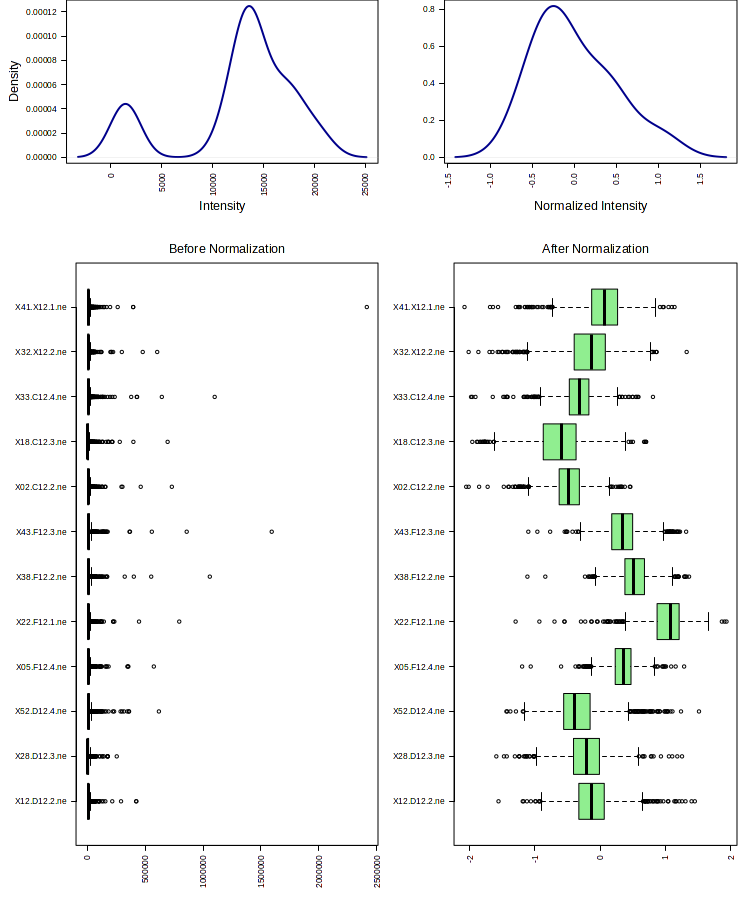 0.00012
0.00010
0.00008
0.00006
0.00004
0.00002
0.00000
Density
0
5000
10000
15000
20000
25000
Intensity
0.8
0.6
0.4
0.2
0.0
-1.5
-1.0
-0.5
0.0
0.5
1.0
1.5
Normalized Intensity
Before Normalization
X41.X12.1.ne
X32.X12.2.ne
X33.C12.4.ne
X18.C12.3.ne
X02.C12.2.ne
X43.F12.3.ne
X38.F12.2.ne
X22.F12.1.ne
X05.F12.4.ne
X52.D12.4.ne
X28.D12.3.ne
X12.D12.2.ne
0
500000
1000000
1500000
2000000
2500000
After Normalization
X41.X12.1.ne
X32.X12.2.ne
X33.C12.4.ne
X18.C12.3.ne
X02.C12.2.ne
X43.F12.3.ne
X38.F12.2.ne
X22.F12.1.ne
X05.F12.4.ne
X52.D12.4.ne
X28.D12.3.ne
X12.D12.2.ne
-2
-1
0
1
2